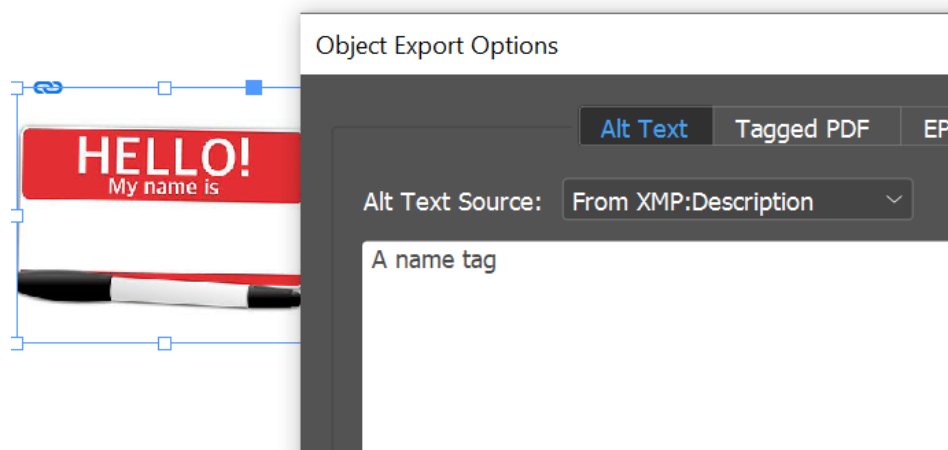 Object Export Options
Alt Text Tagged PDF EP
HELLO!
My name is
Alt Text Source: From XMP:Description
A name tag